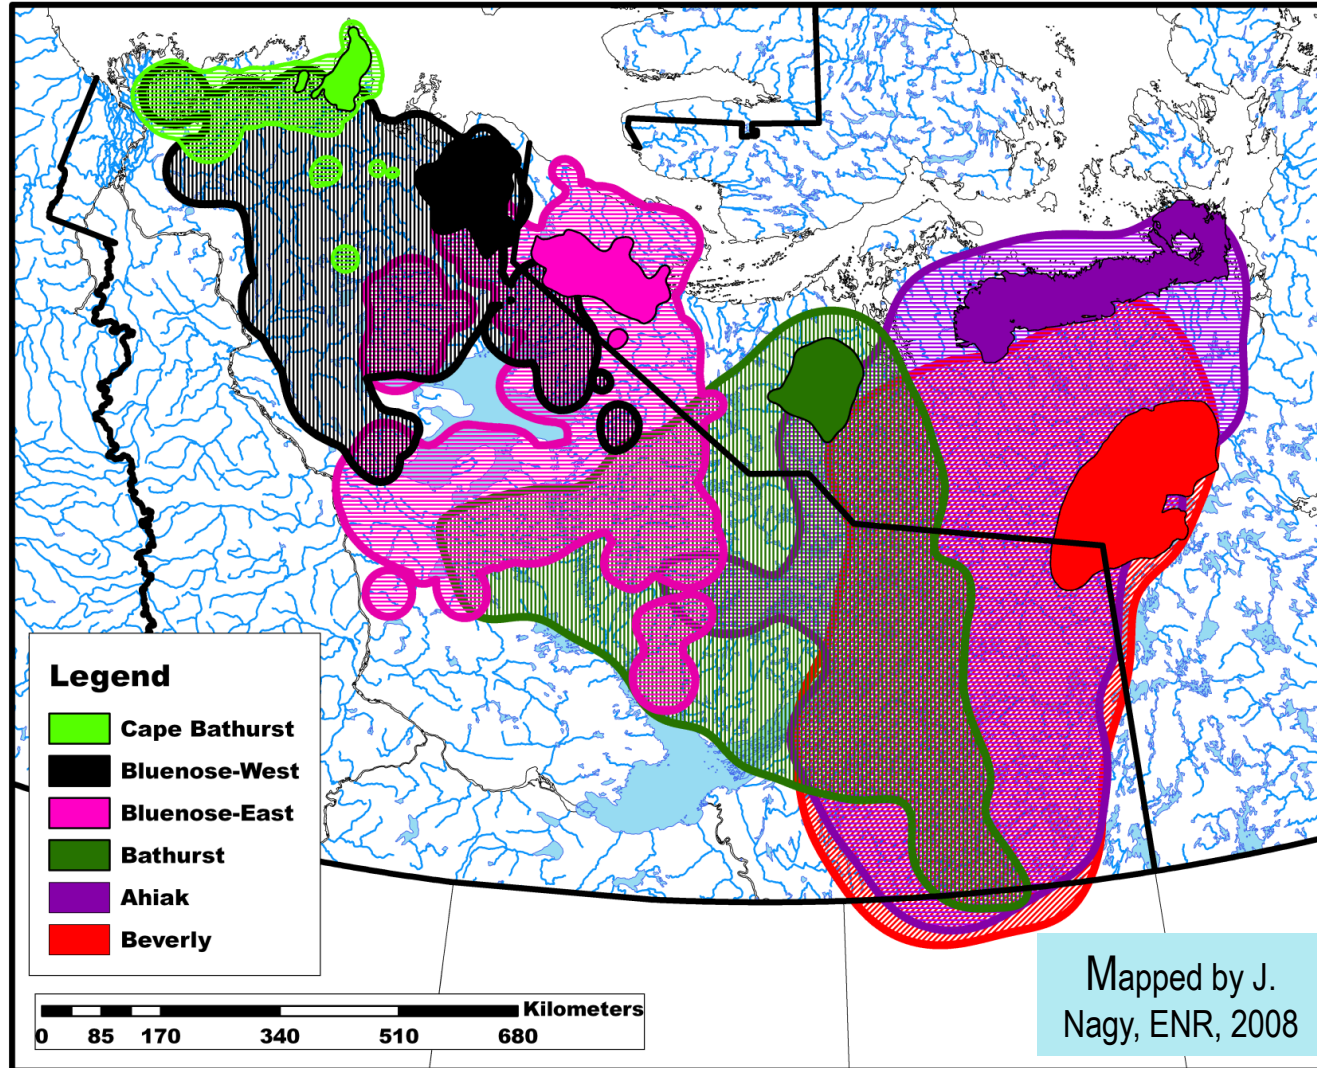 Legend
Cape Bathurst
Bluenose-West
Bluenose-East
Bathurst
Ahiak
Beverly
Kilometers
0 85 170 340 510 680
Mapped by J.
Nagy, ENR, 2008